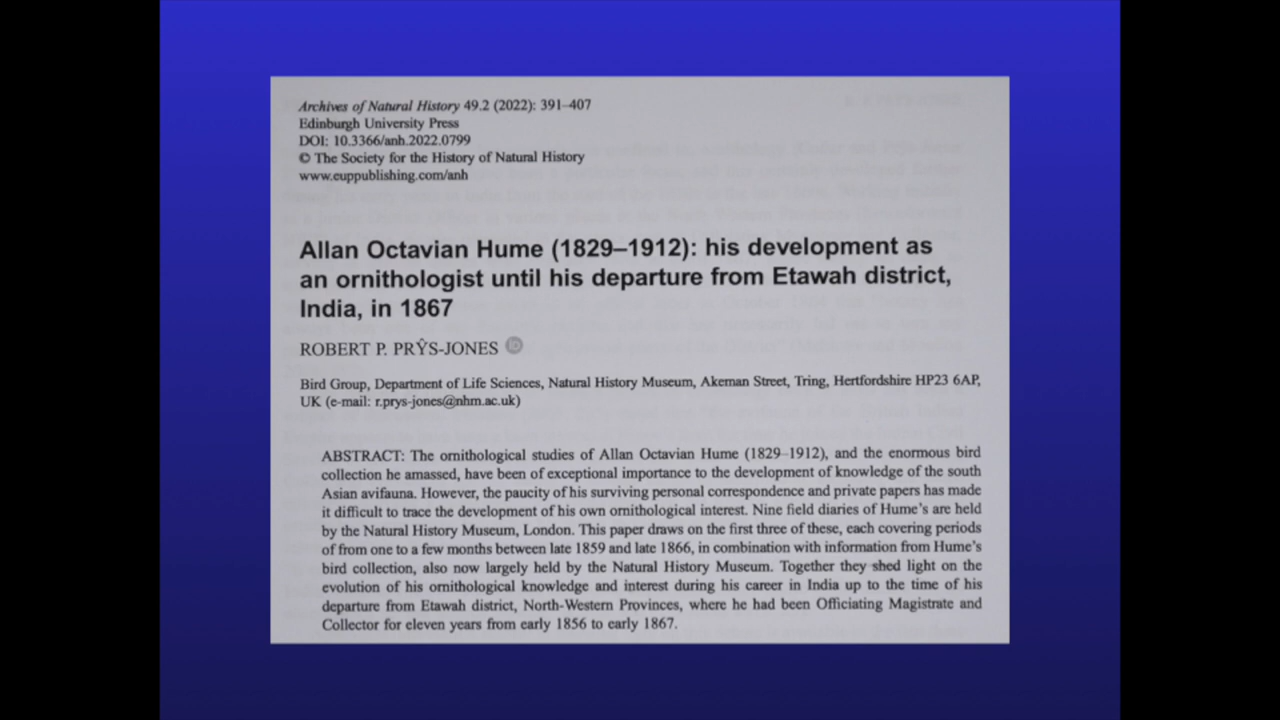 Archives of Natural History 49.2 (2022): 391–407
Edinburgh University Press
DOI: 10.3366/anh.2022.0799
© The Society for the History of Natural History
www.euppublishing.com/anh
Allan Octavian Hume (1829–1912): his development as
an ornithologist until his departure from Etawah district,
India, in 1867
ROBERT P. PRŶS-JONES iD
Bird Group, Department of Life Sciences, Natural History Museum, Akeman Street, Tring, Hertfordshire HP23 6AP,
UK (e-mail: r.prys-jones@nhm.ac.uk)
ABSTRACT: The ornithological studies of Allan Octavian Hume (1829–1912), and the enormous bird
collection he amassed, have been of exceptional importance to the development of knowledge of the south
Asian avifauna. However, the paucity of his surviving personal correspondence and private papers has made
it difficult to trace the development of his own ornithological interest. Nine field diaries of Hume's are held
by the Natural History Museum, London. This paper draws on the first three of these, each covering periods
of from one to a few months between late 1859 and late 1866, in combination with information from Hume's
bird collection, also now largely held by the Natural History Museum. Together they shed light on the
evolution of his ornithological knowledge and interest during his career in India up to the time of his
departure from Etawah district, North-Western Provinces, where he had been Officiating Magistrate and
Collector for eleven years from early 1856 to early 1867.